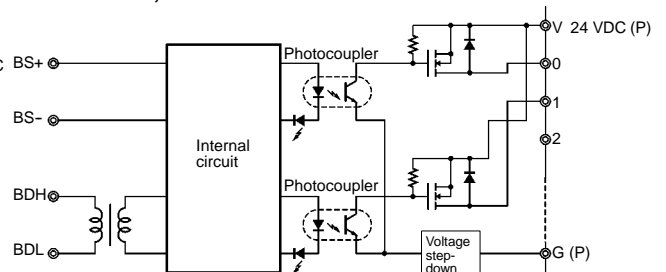 V 24 VDC (P)
Photocoupler
BS+
0
1
BS-
2
Internal
circuit
Photocoupler
BDH
BDL
Voltage
step-
down
G (P)